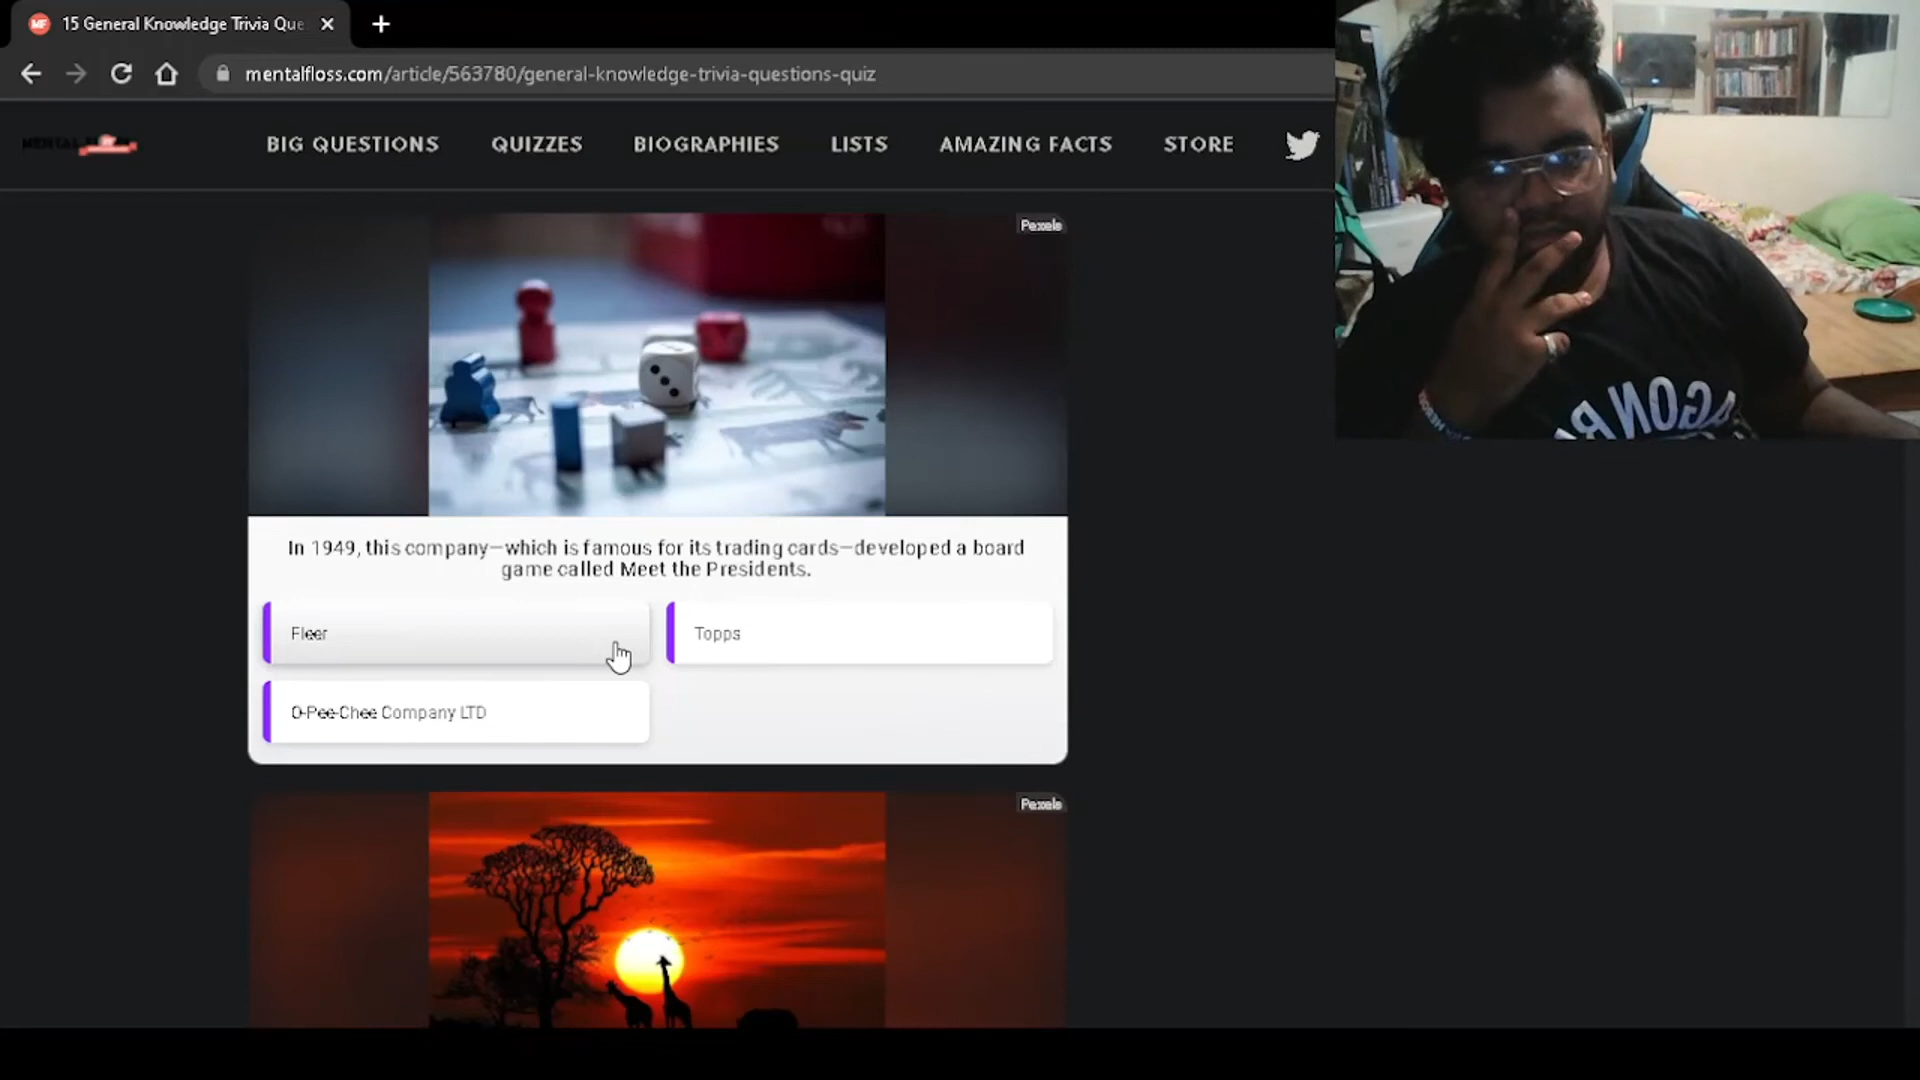 15 General Knowledge Trivia Que
mentalfloss.com/article/563780/general-knowledge-trivia-questions-quiz
BIG QUESTIONS QUIZZES BIOGRAPHIES LISTS AMAZING FACTS STORE
Pexels
In 1949, this company—which is famous for its trading cards—developed a board
game called Meet the Presidents.
Fleer
Topps
O-Pee-Chee Company LTD
Pexels